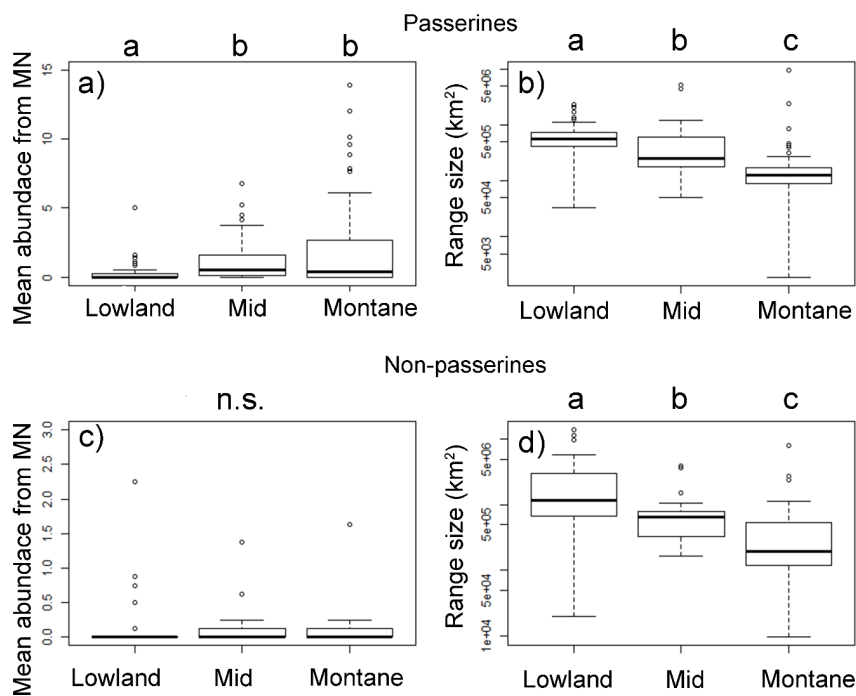 Passerines
a b b
a)
Mean abundace from MN
15
10
5
0
Lowland Mid Montane
a b c
b)
Range size (km²)
5e+06
5e+05
5e+04
5e+03
Lowland Mid Montane
Non-passerines
n.s.
c)
Mean abundace from MN
3.0
2.5
2.0
1.5
1.0
0.5
0.0
Lowland Mid Montane
a b c
d)
Range size (km²)
5e+06
5e+05
5e+04
1e+04
Lowland Mid Montane